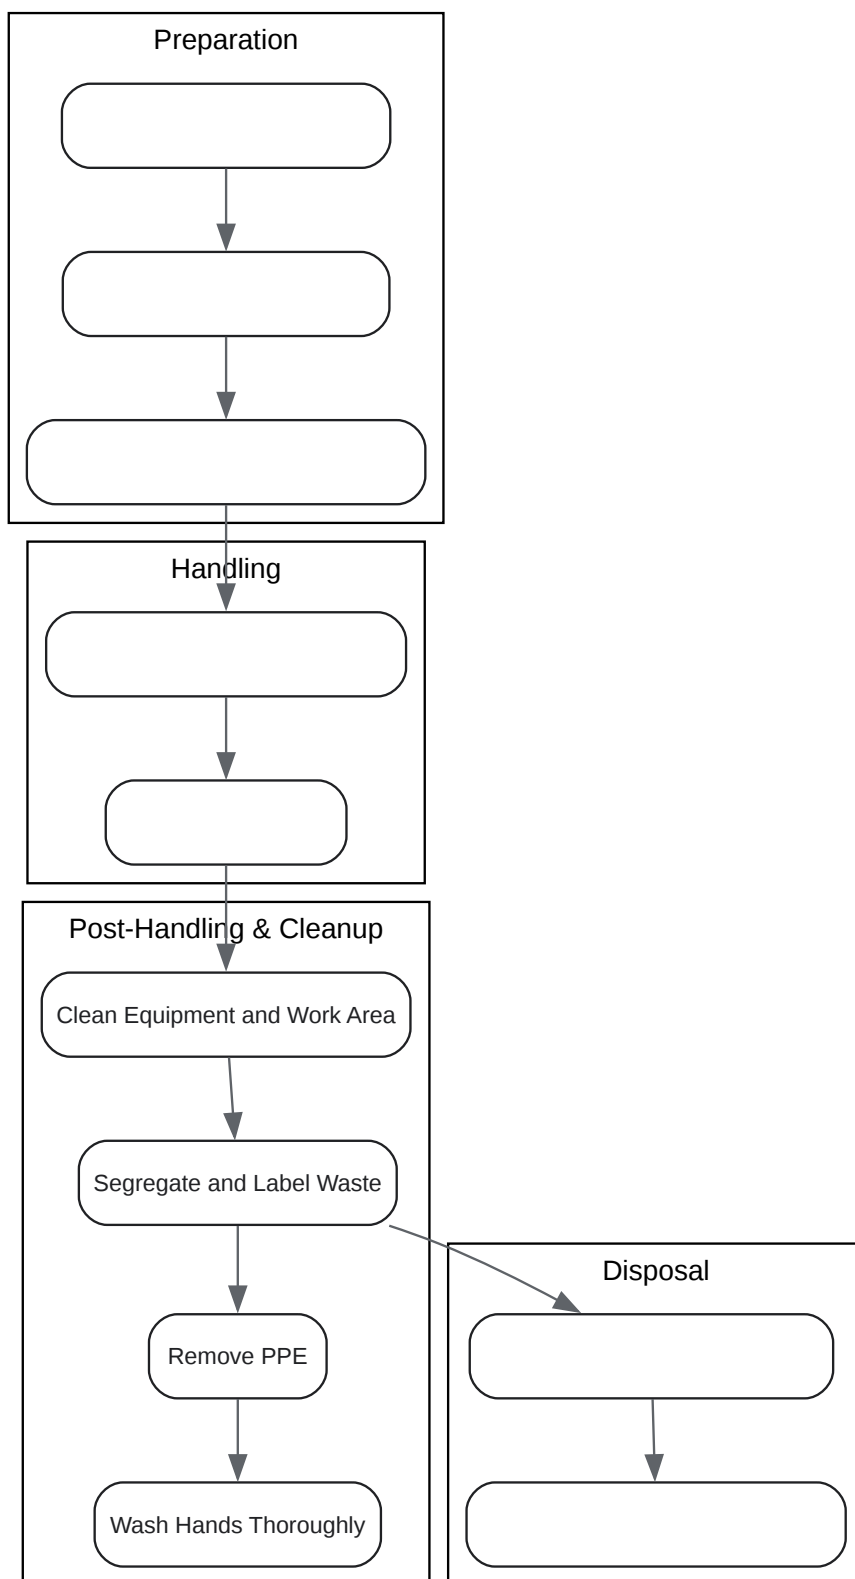 Preparation
Handling
Post-Handling & Cleanup
Clean Equipment and Work Area
Segregate and Label Waste
Disposal
Remove PPE
Wash Hands Thoroughly